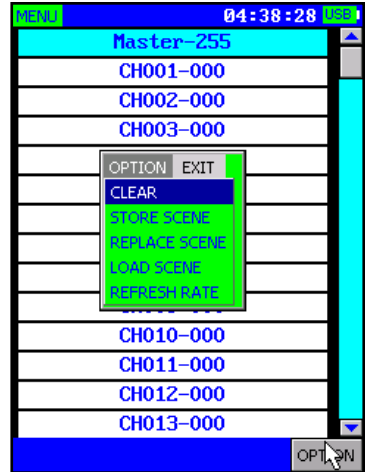 MENU 04:38:28 USB
Master-255
CH001-000
CH002-000
CH003-000
OPTION EXIT
CLEAR
STORE SCENE
REPLACE SCENE
LOAD SCENE
REFRESH RATE
CH010-000
CH011-000
CH012-000
CH013-000
OPTION